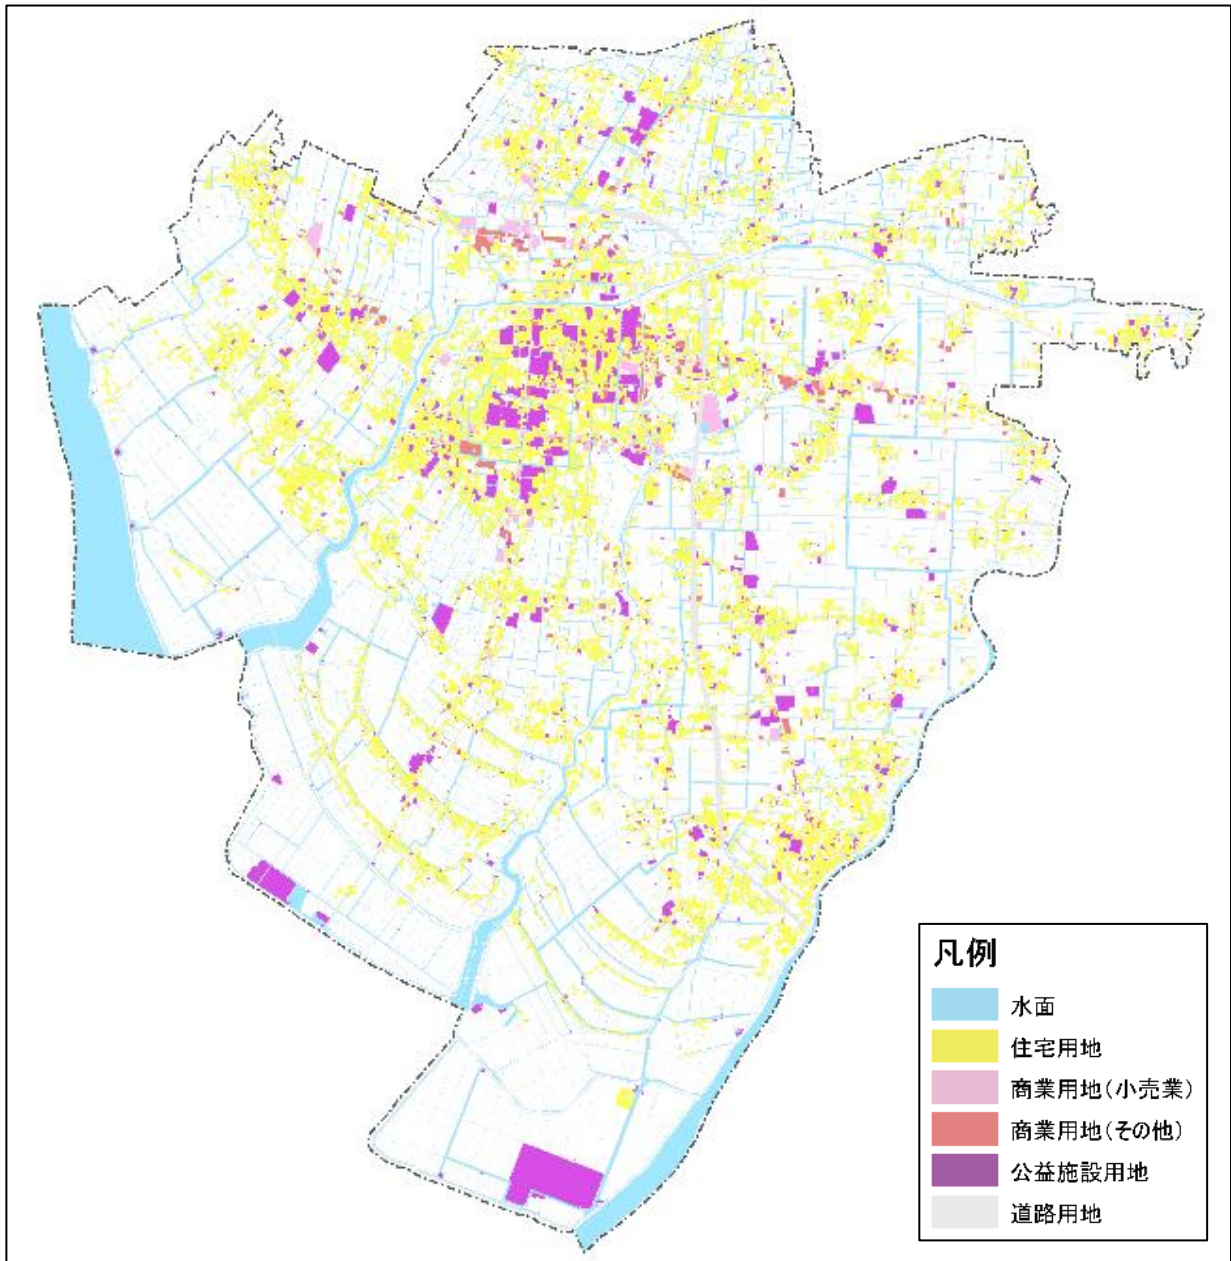 凡例
水面
住宅用地
商業用地(小売業)
商業用地(その他)
公益施設用地
道路用地